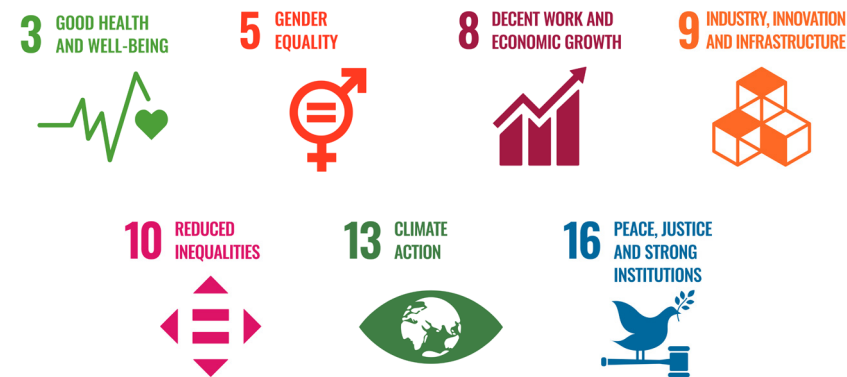 3 GOOD HEALTH
AND WELL-BEING
5 GENDER
EQUALITY
8 DECENT WORK AND
ECONOMIC GROWTH
9 INDUSTRY, INNOVATION
AND INFRASTRUCTURE
10 REDUCED
INEQUALITIES
13 CLIMATE
ACTION
16 PEACE, JUSTICE
AND STRONG
INSTITUTIONS